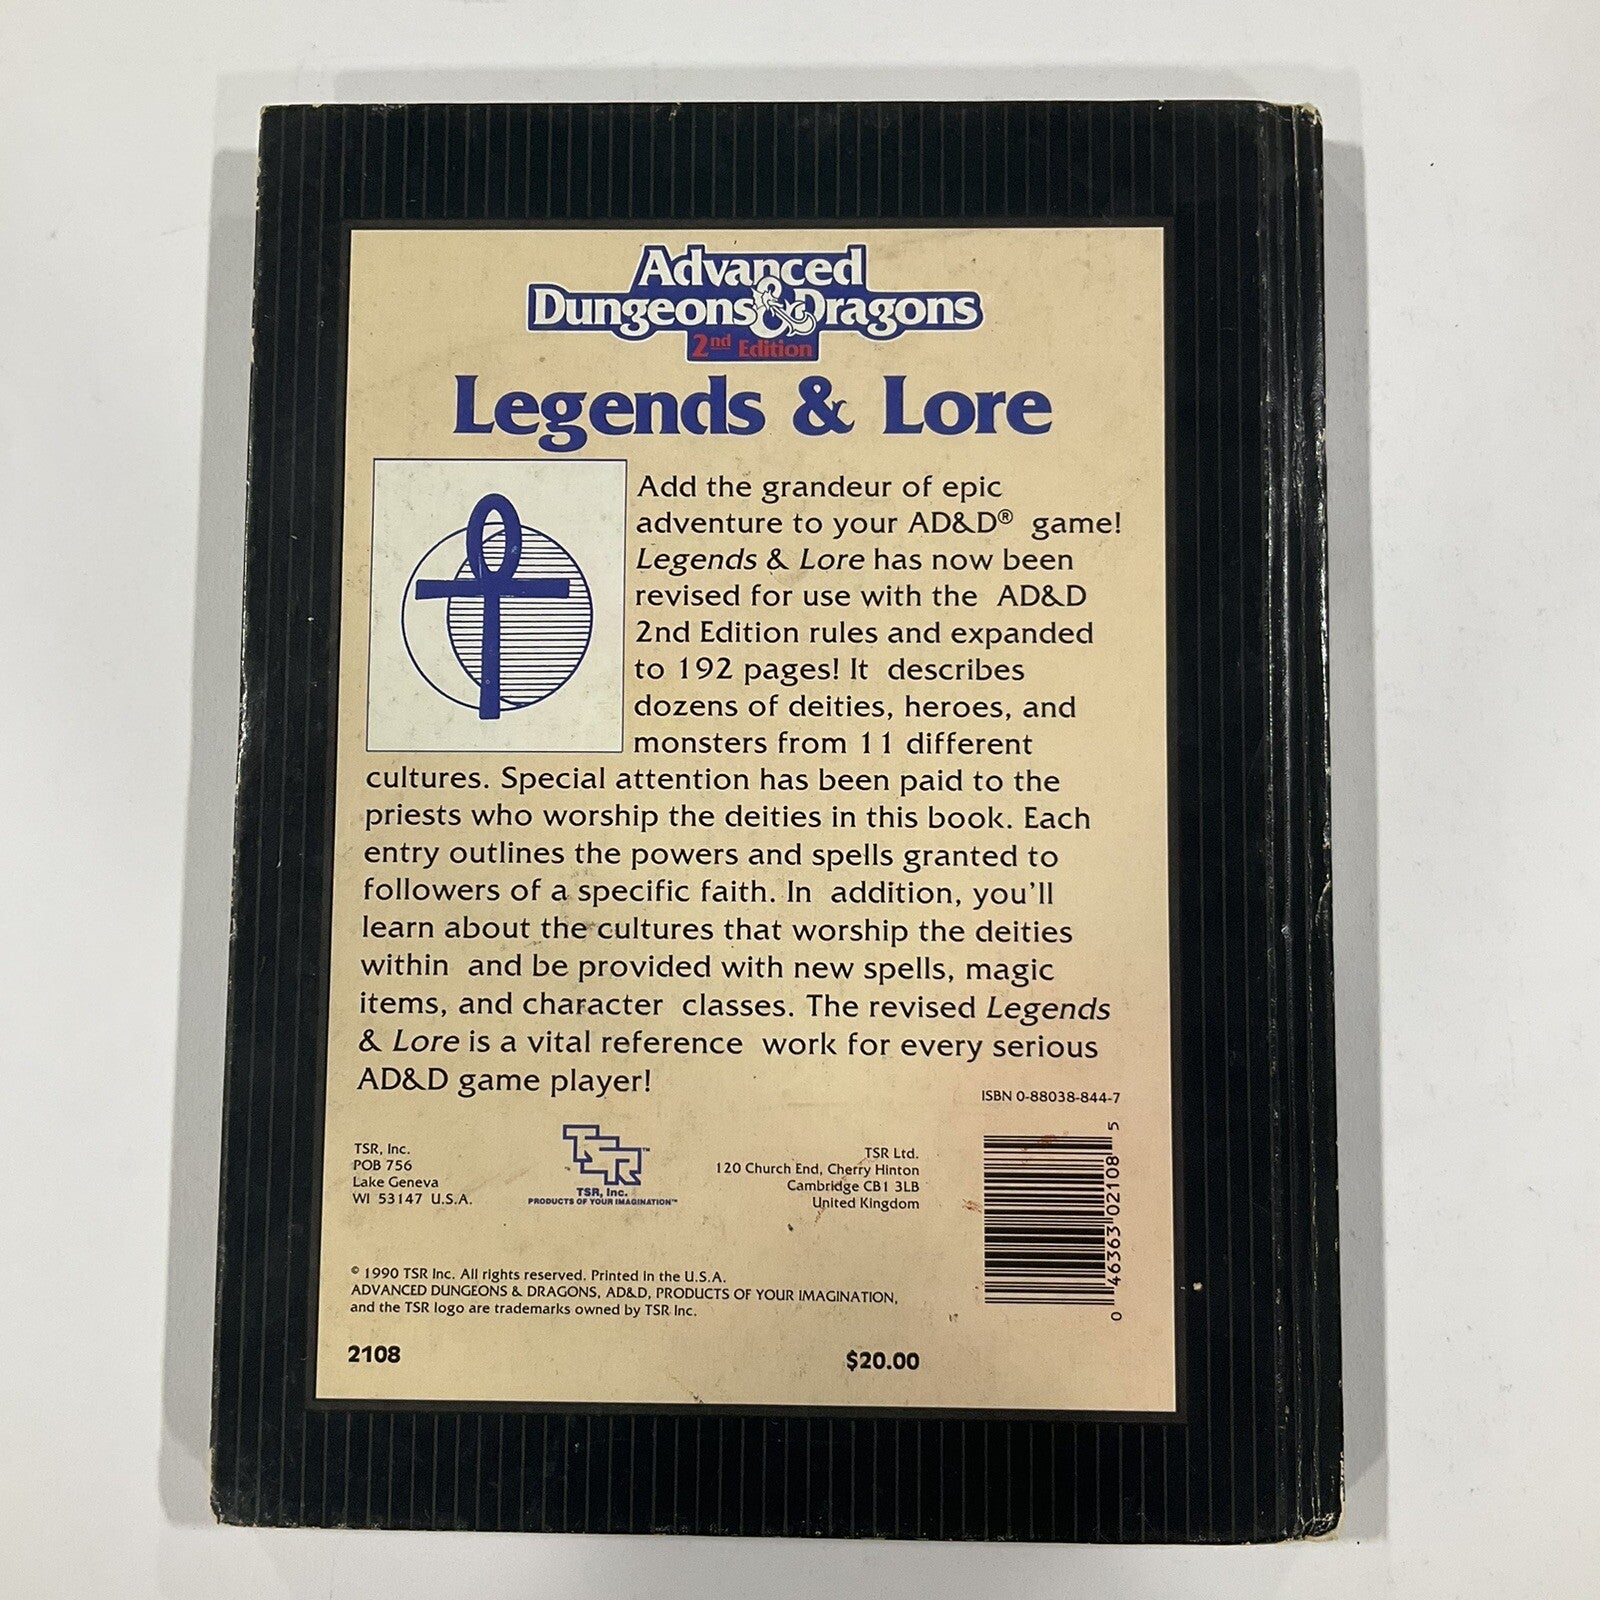 Advanced
Dungeons & Dragons
2nd Edition
Legends & Lore
Add the grandeur of epic
adventure to your AD&D® game!
Legends & Lore has now been
revised for use with the AD&D
2nd Edition rules and expanded
to 192 pages! It describes
dozens of deities, heroes, and
monsters from 11 different
cultures. Special attention has been paid to the
priests who worship the deities in this book. Each
entry outlines the powers and spells granted to
followers of a specific faith. In addition, you'll
learn about the cultures that worship the deities
within and be provided with new spells, magic
items, and character classes. The revised Legends
& Lore is a vital reference work for every serious
AD&D game player!
ISBN 0-88038-844-7
TSR, Inc.
POB 756
Lake Geneva
WI 53147 U.S.A.
TSR™
TSR, Inc.
PRODUCTS OF YOUR IMAGINATION™
TSR Ltd.
120 Church End, Cherry Hinton
Cambridge CB1 3LB
United Kingdom
0 46363 02108 5
© 1990 TSR Inc. All rights reserved. Printed in the U.S.A.
ADVANCED DUNGEONS & DRAGONS, AD&D, PRODUCTS OF YOUR IMAGINATION,
and the TSR logo are trademarks owned by TSR Inc.
2108
$20.00